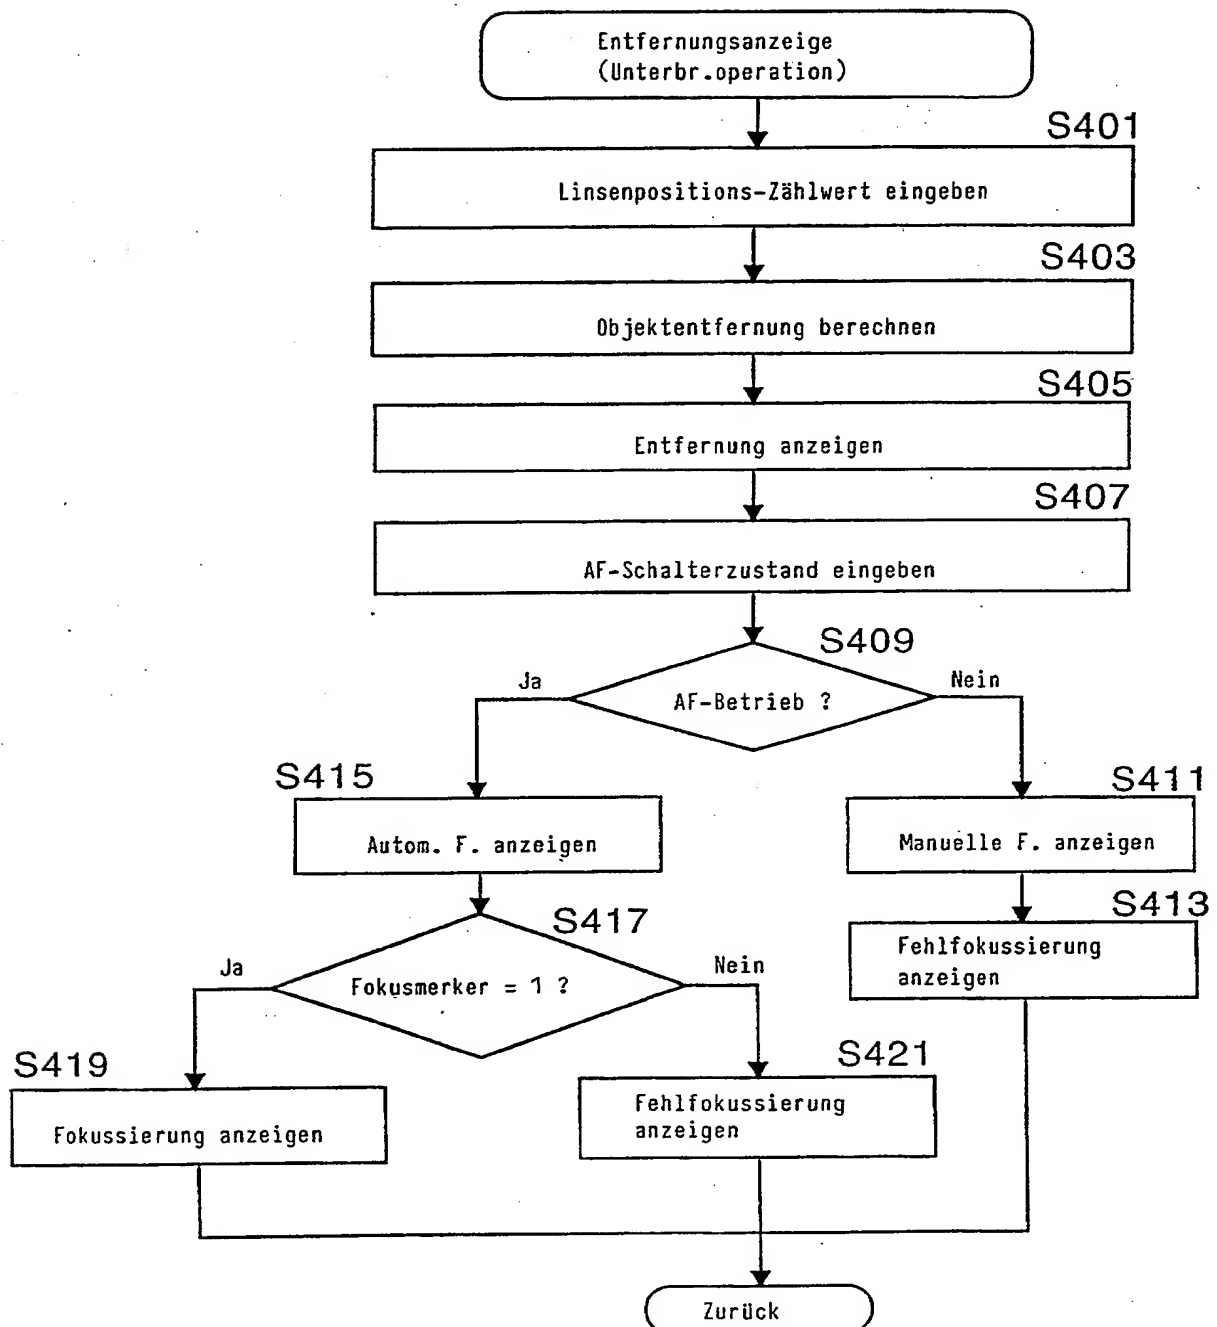 Entfernungsanzeige
(Unterbr.operation)
S401
Linsenpositions-Zählwert eingeben
S403
Objektentfernung berechnen
S405
Entfernung anzeigen
S407
AF-Schalterzustand eingeben
S409
Ja
AF-Betrieb ?
Nein
S415
Autom. F. anzeigen
S411
Manuelle F. anzeigen
S417
Ja
Fokusmerker = 1 ?
Nein
S413
Fehlfokussierung
anzeigen
S419
Fokussierung anzeigen
S421
Fehlfokussierung
anzeigen
Zurück